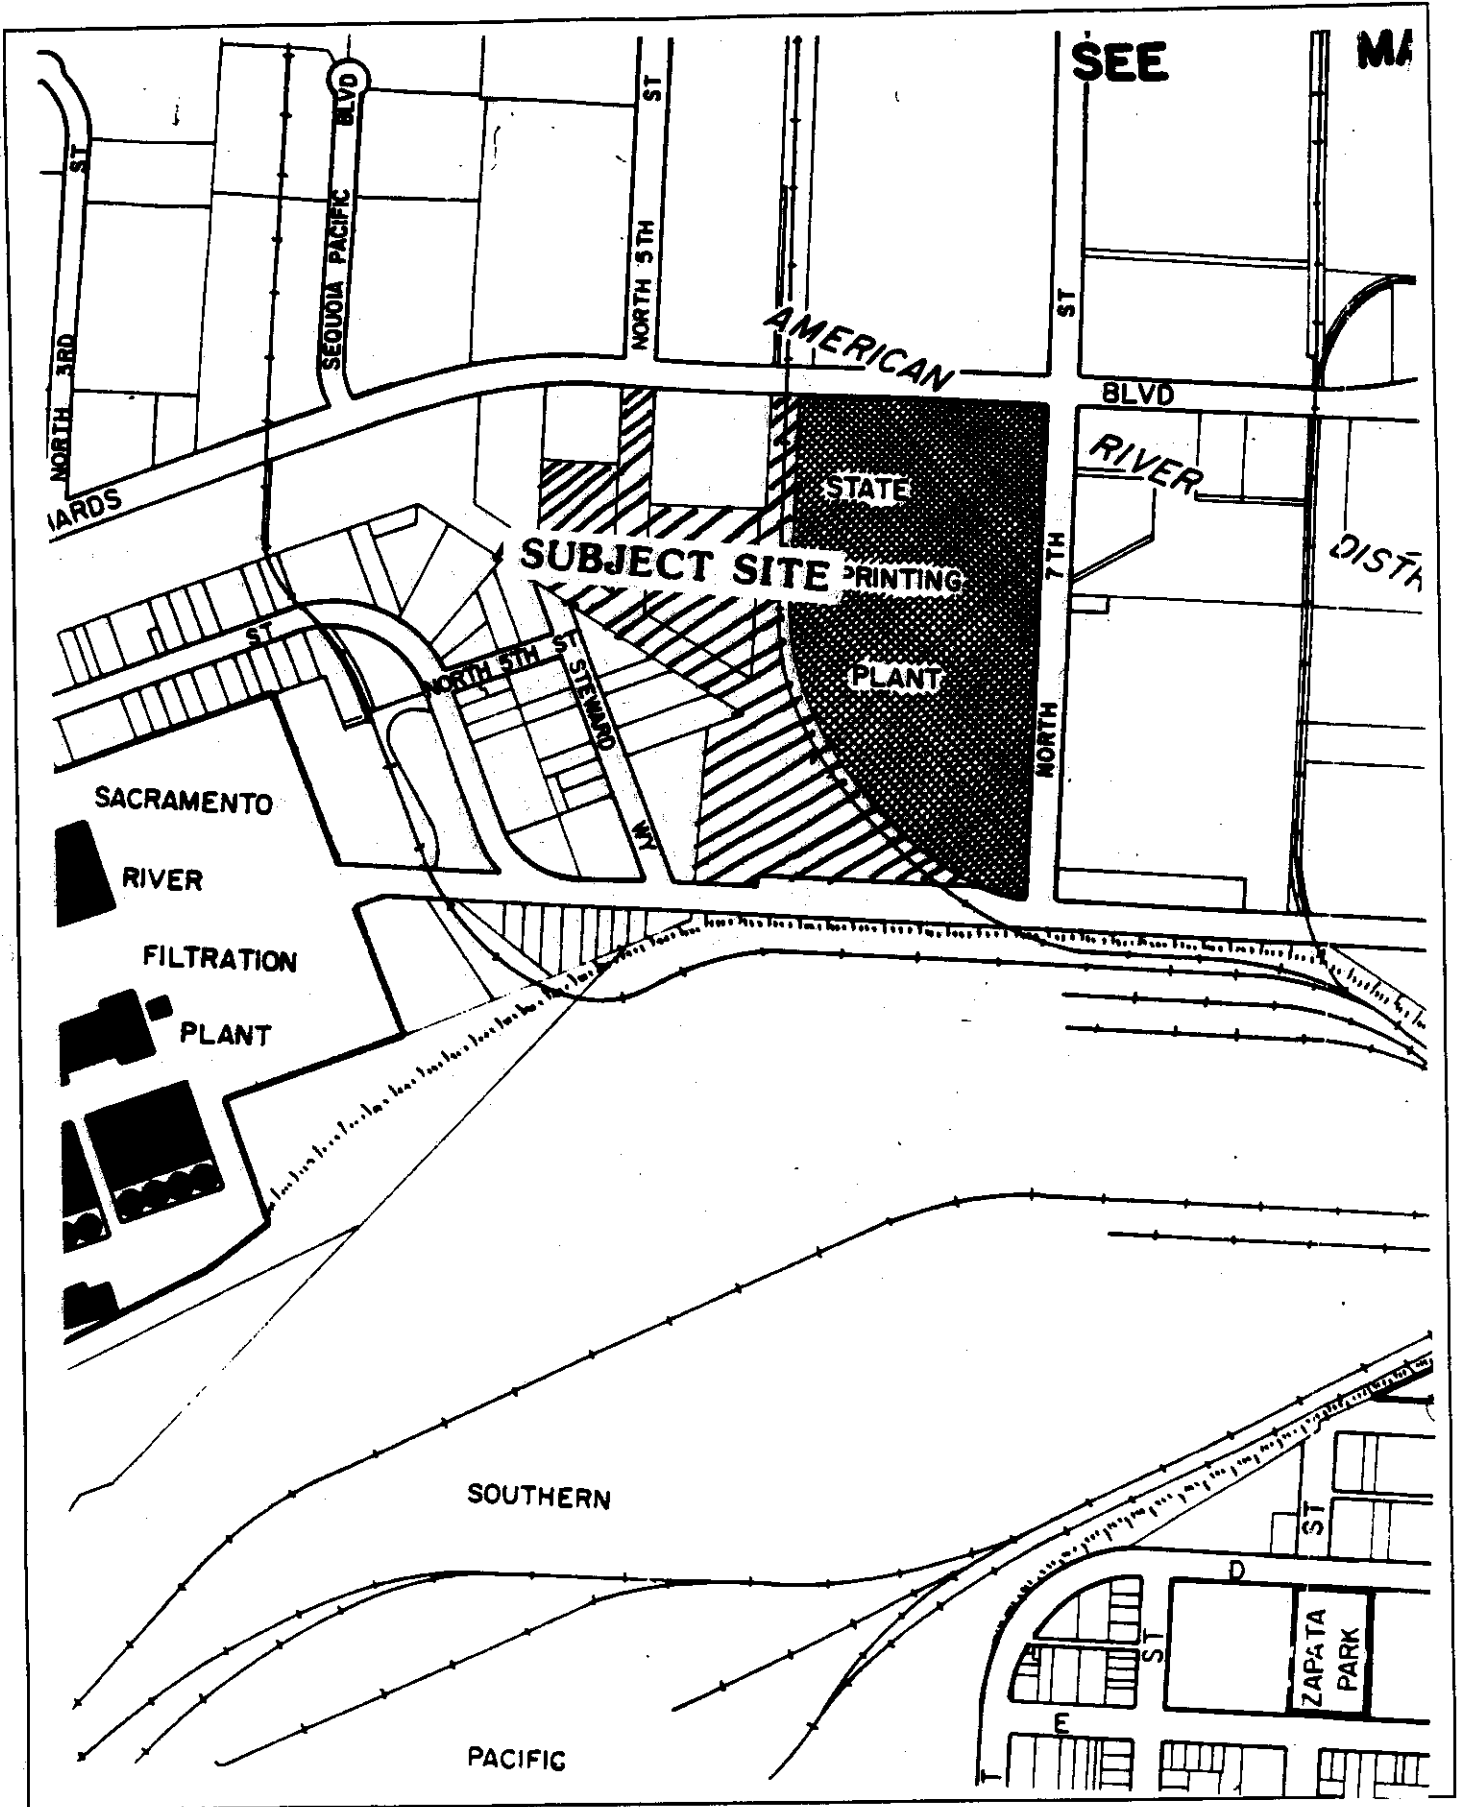 SEE
MA
BLVD
ST
ST
SEQUOIA PACIFIC
NORTH 5TH
ST
NORTH 3RD
AMERICAN
BLVD
RIVER
ARDS
STATE
7TH
DISTR
SUBJECT SITE
PRINTING
ST
ST
NORTH 5TH
PLANT
STEWARD
NORTH
SACRAMENTO
WY
RIVER
FILTRATION
PLANT
SOUTHERN
ST
D
ST
ZAPATA
PARK
E
PACIFIC
T